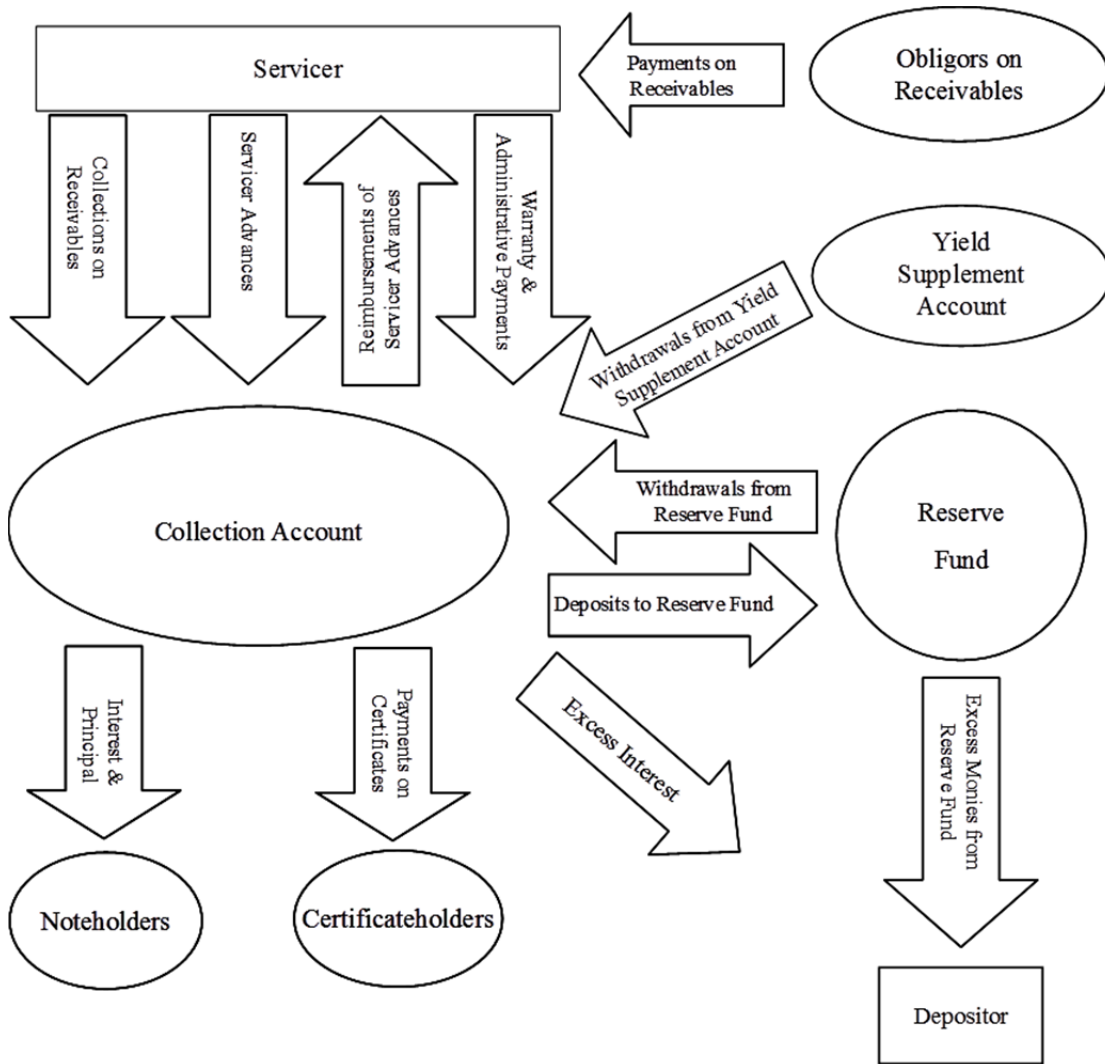 Servicer
Payments on
Receivables
Obligors on
Receivables
Collections on
Receivables
Servicer Advances
Reimbursements of
Servicer Advances
Warranty &
Administrative Payments
Yield
Supplement
Account
Withdrawals from Yield
Supplement Account
Collection Account
Withdrawals from
Reserve Fund
Reserve
Fund
Deposits to Reserve Fund
Interest &
Principal
Payments on
Certificates
Excess Interest
Excess Monies from
Reserve Fund
Noteholders
Certificateholders
Depositor